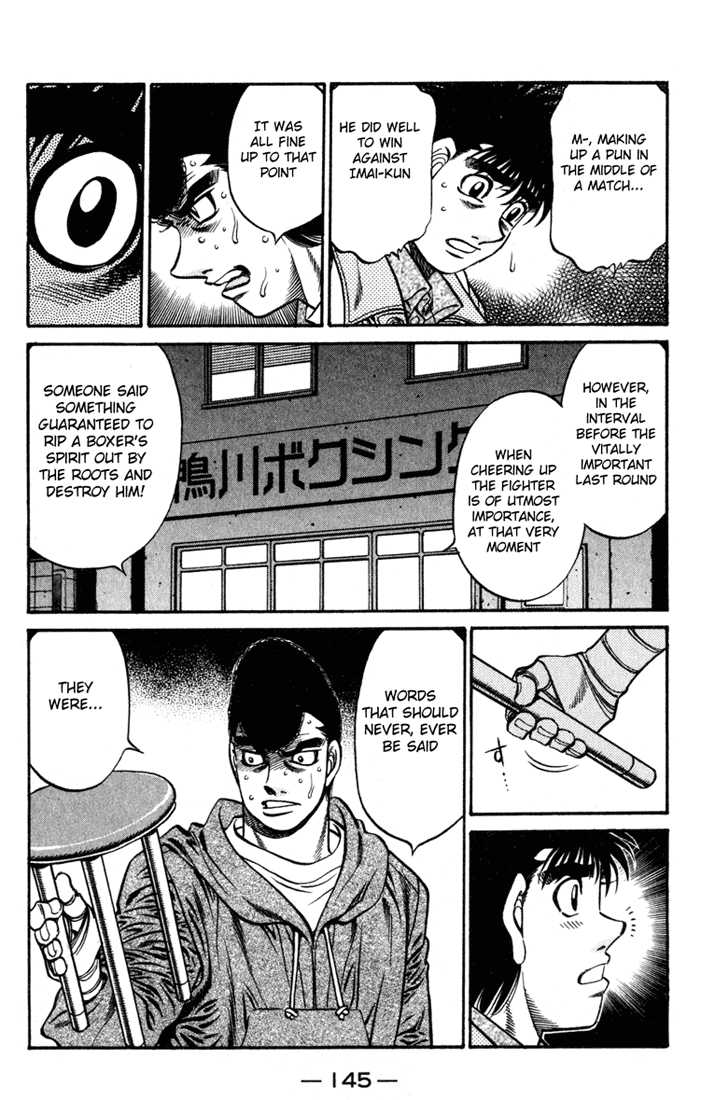 M-, MAKING
UP A PUN IN
THE MIDDLE OF
A MATCH...
HE DID WELL
TO WIN
AGAINST
IMAI-KUN
IT WAS
ALL FINE
UP TO THAT
POINT
HOWEVER,
IN THE
INTERVAL
BEFORE THE
VITALLY
IMPORTANT
LAST ROUND
WHEN
CHEERING UP
THE FIGHTER
IS OF UTMOST
IMPORTANCE,
AT THAT VERY
MOMENT
SOMEONE SAID
SOMETHING
GUARANTEED TO
RIP A BOXER'S
SPIRIT OUT BY
THE ROOTS AND
DESTROY HIM!
鴨川ボクシング
す…
WORDS
THAT SHOULD
NEVER, EVER
BE SAID
THEY
WERE...
— 145 —